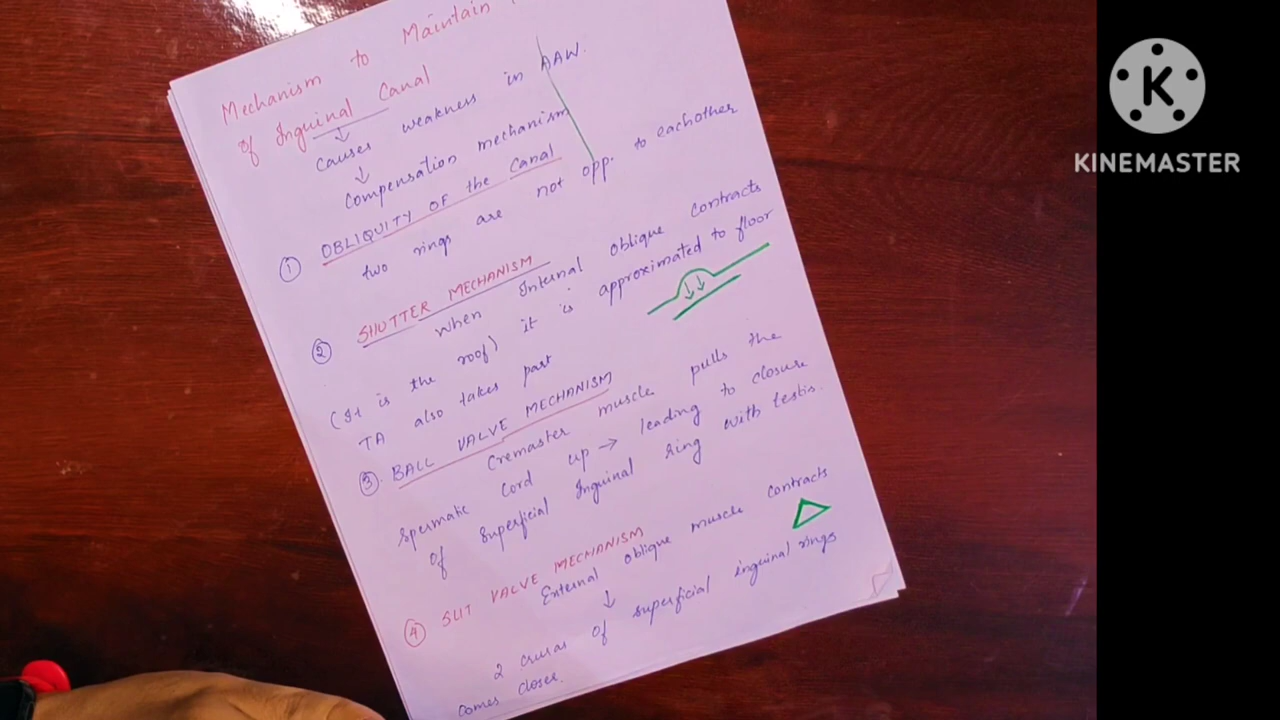 Mechanism to Maintain
of Inguinal Canal
causes weakness in AAW.
Compensation mechanism
① OBLIQUITY OF the Canal
two rings are not opp. to eachother
② SHUTTER MECHANISM
When Internal oblique contracts
(It is the roof) it is approximated to floor
TA also takes part
③. BALL VALVE MECHANISM
Cremaster muscle pulls the
spermatic cord up → leading to closure
of superficial Inguinal ring with testis.
④ SLIT VALVE MECHANISM
External oblique muscle contracts
2 cruras of superficial inguinal rings
comes closer.
K
KINEMASTER